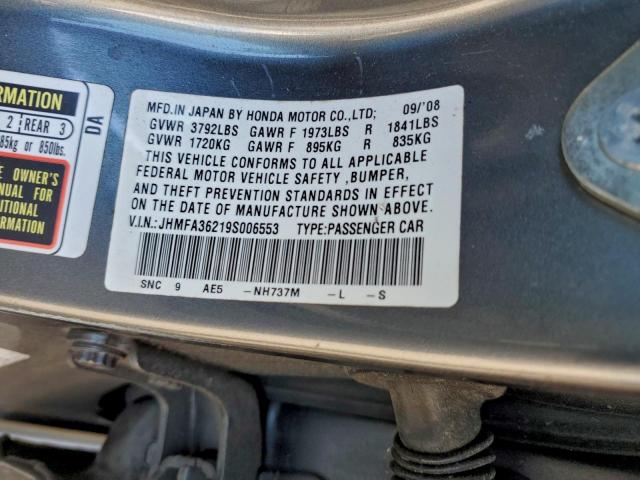 RMATION
2 REAR 3
85kg or 850lbs.
E OWNER'S
NUAL FOR
ITIONAL
ORMATION
DA
MFD.IN JAPAN BY HONDA MOTOR CO.,LTD; 09/'08
GVWR 3792LBS GAWR F 1973LBS R 1841LBS
GVWR 1720KG GAWR F 895KG R 835KG
THIS VEHICLE CONFORMS TO ALL APPLICABLE
FEDERAL MOTOR VEHICLE SAFETY ,BUMPER,
AND THEFT PREVENTION STANDARDS IN EFFECT
ON THE DATE OF MANUFACTURE SHOWN ABOVE.
V.I.N.: JHMFA36219S006553 TYPE:PASSENGER CAR
SNC 9 AE5 -NH737M -L -S